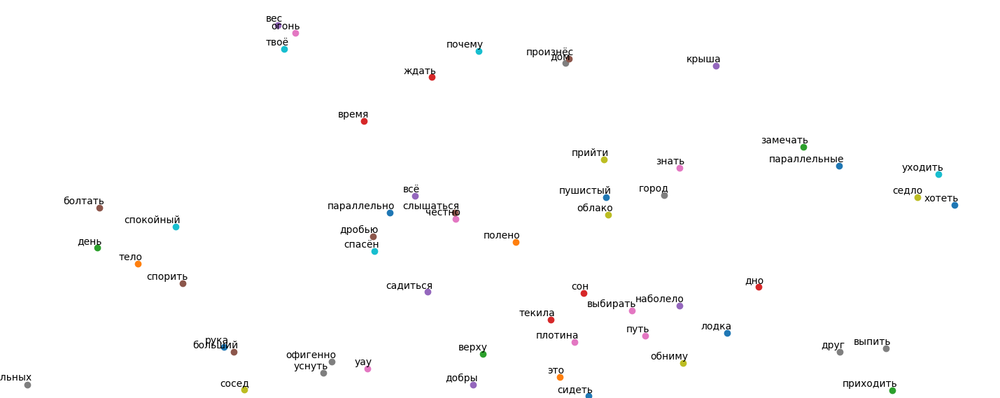 вес
огонь
твоё
почему
произнёс
дом
крыша
ждать
время
замечать
прийти
параллельные
знать
уходить
всё
пушистый
город
седло
хотеть
болтать
параллельно
слышаться
облако
честно
спокойный
дробью
полено
день
спасён
тело
спорить
дно
садиться
сон
наболело
выбирать
текила
лодка
путь
плотина
рука
выпить
больший
верху
друг
офигенно
обниму
уснуть
уау
это
льных
добры
сосед
приходить
сидеть